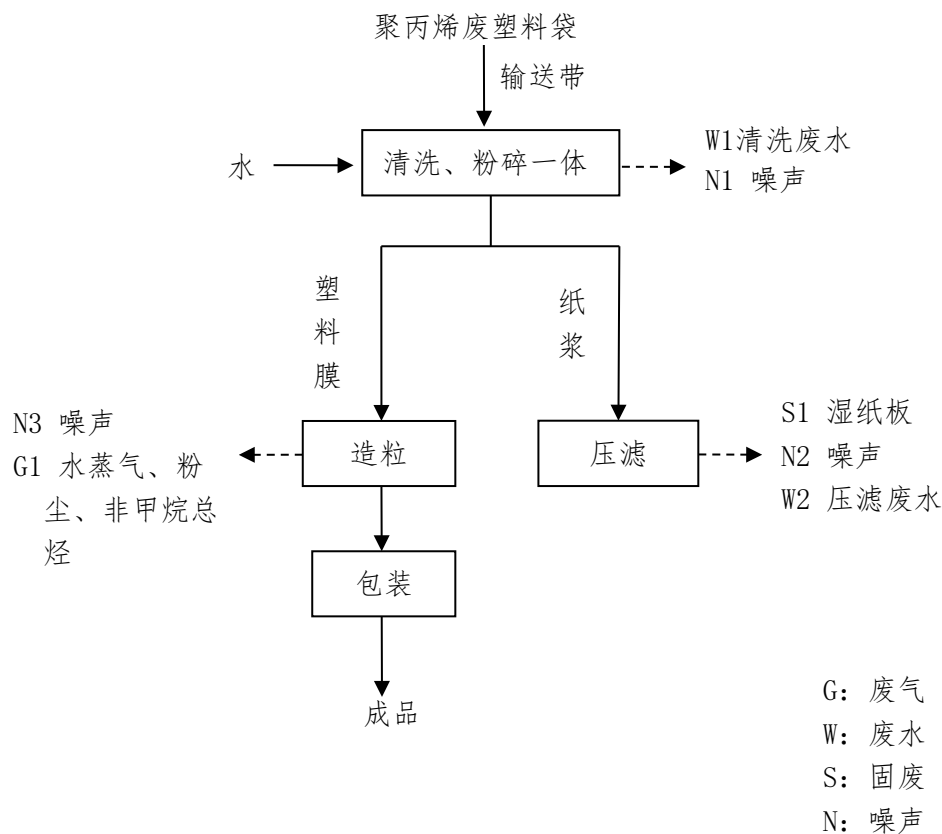 聚丙烯废塑料袋
输送带
水
清洗、粉碎一体
W1清洗废水
N1 噪声
塑料膜
纸浆
N3 噪声
G1 水蒸气、粉
尘、非甲烷总
烃
造粒
压滤
S1 湿纸板
N2 噪声
W2 压滤废水
包装
成品
G: 废气
W: 废水
S: 固废
N: 噪声